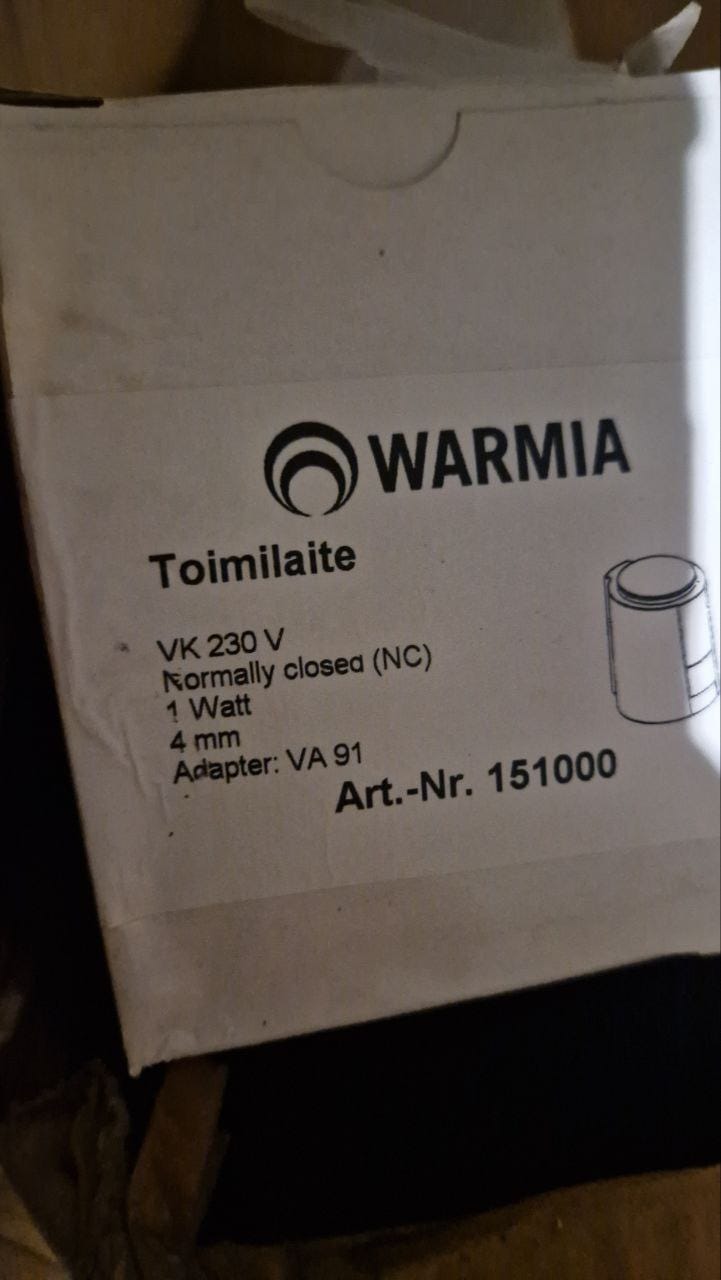 WARMIA
Toimilaite
VK 230 V
Normally closed (NC)
1 Watt
4 mm
Adapter: VA 91
Art.-Nr. 151000